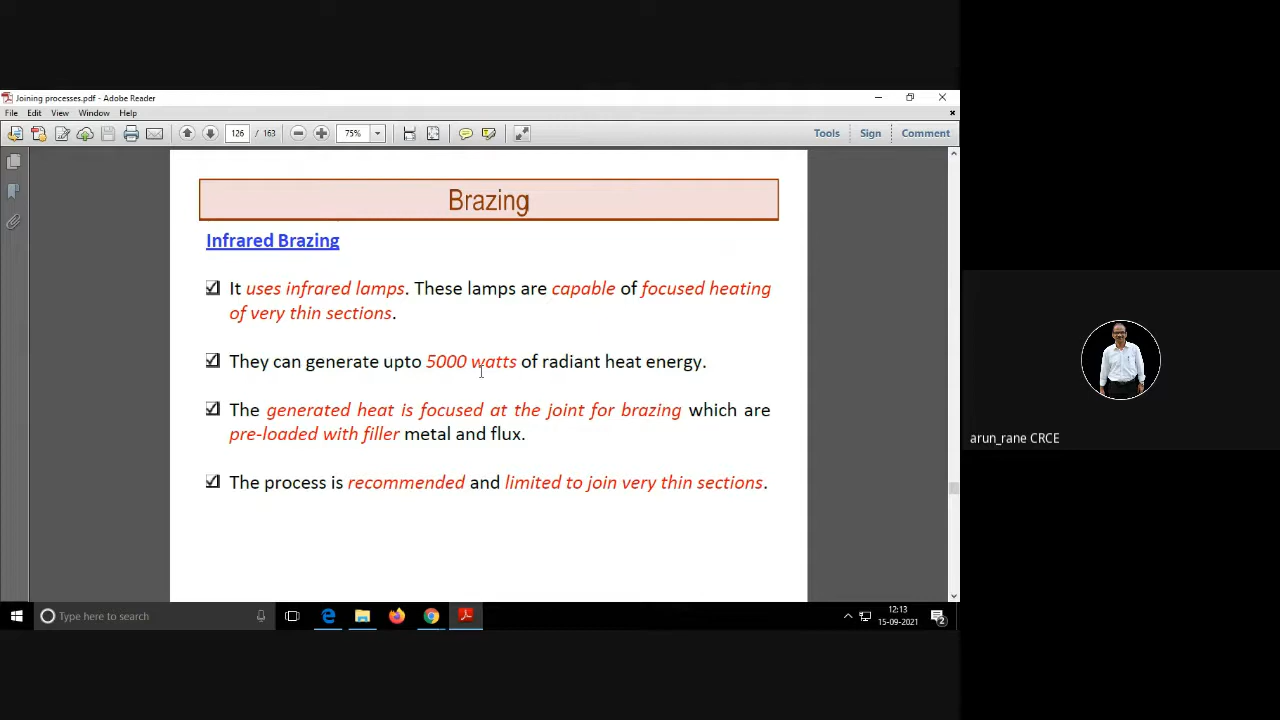 Joining processes.pdf - Adobe Reader
File Edit View Window Help
126 / 163 75% Tools Sign Comment
Brazing
Infrared Brazing
It uses infrared lamps. These lamps are capable of focused heating
of very thin sections.
They can generate upto 5000 watts of radiant heat energy.
The generated heat is focused at the joint for brazing which are
pre-loaded with filler metal and flux.
The process is recommended and limited to join very thin sections.
arun_rane CRCE
Type here to search
12:13
15-09-2021
2